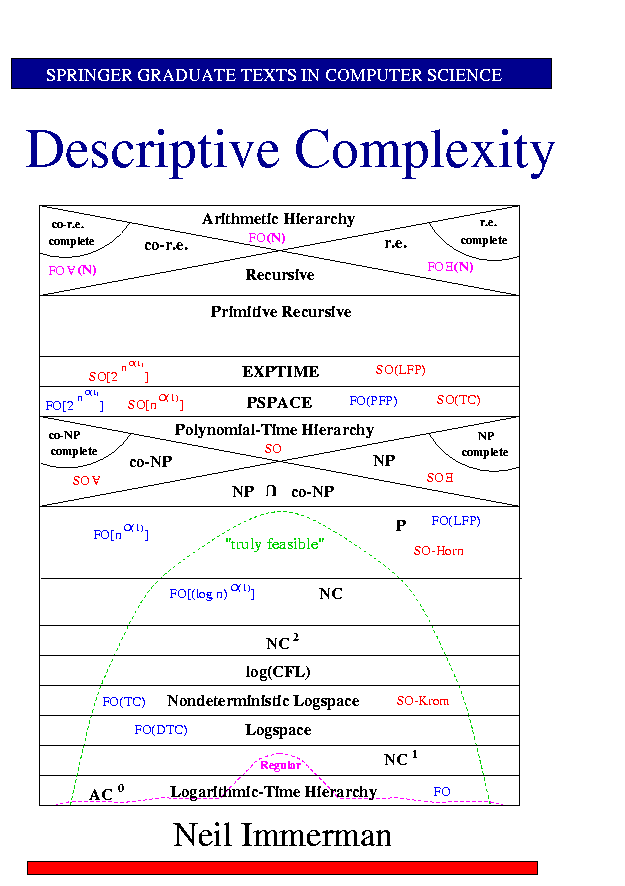 SPRINGER GRADUATE TEXTS IN COMPUTER SCIENCE
Descriptive Complexity
co-r.e. complete
Arithmetic Hierarchy
r.e. complete
co-r.e.
FO(N)
r.e.
FO∀(N)
FO∃(N)
Recursive
Primitive Recursive
SO[2^n^O(1)]
EXPTIME
SO(LFP)
FO[2^n^O(1)]
SO[n^O(1)]
PSPACE
FO(PFP)
SO(TC)
co-NP complete
Polynomial-Time Hierarchy
NP complete
co-NP
SO
NP
SO∀
SO∃
NP ∩ co-NP
FO[n^O(1)]
P
FO(LFP)
"truly feasible"
SO-Horn
FO[(log n)^O(1)]
NC
NC^2
log(CFL)
FO(TC)
Nondeterministic Logspace
SO-Krom
FO(DTC)
Logspace
Regular
NC^1
AC^0
Logarithmic-Time Hierarchy
FO
Neil Immerman